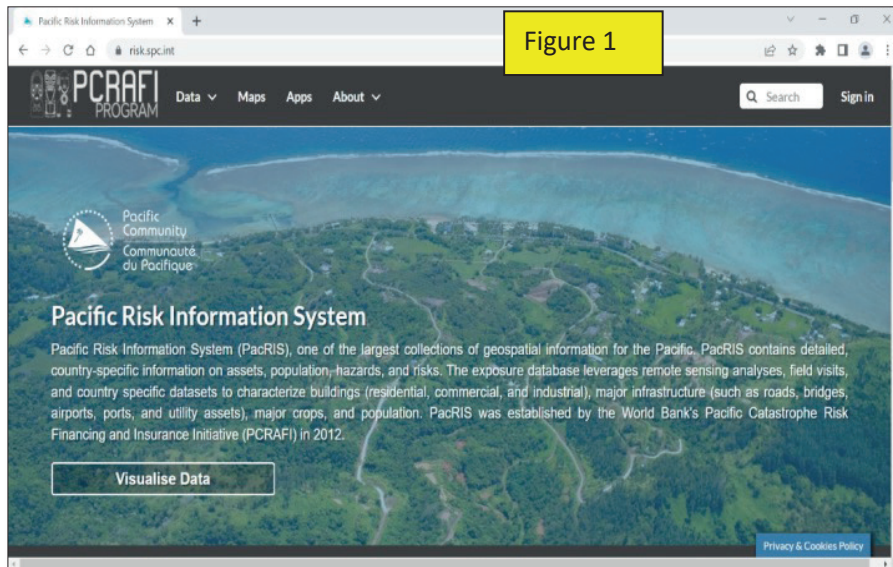 Pacific Risk Information System
Figure 1
risk.spc.int
PCRAFI
PROGRAM
Data
Maps
Apps
About
Search
Sign in
Pacific
Community
Communauté
du Pacifique
Pacific Risk Information System
Pacific Risk Information System (PacRIS), one of the largest collections of geospatial information for the Pacific. PacRIS contains detailed,
country-specific information on assets, population, hazards, and risks. The exposure database leverages remote sensing analyses, field visits,
and country specific datasets to characterize buildings (residential, commercial, and industrial), major infrastructure (such as roads, bridges,
airports, ports, and utility assets), major crops, and population. PacRIS was established by the World Bank's Pacific Catastrophe Risk
Financing and Insurance Initiative (PCRAFI) in 2012.
Visualise Data
Privacy & Cookies Policy